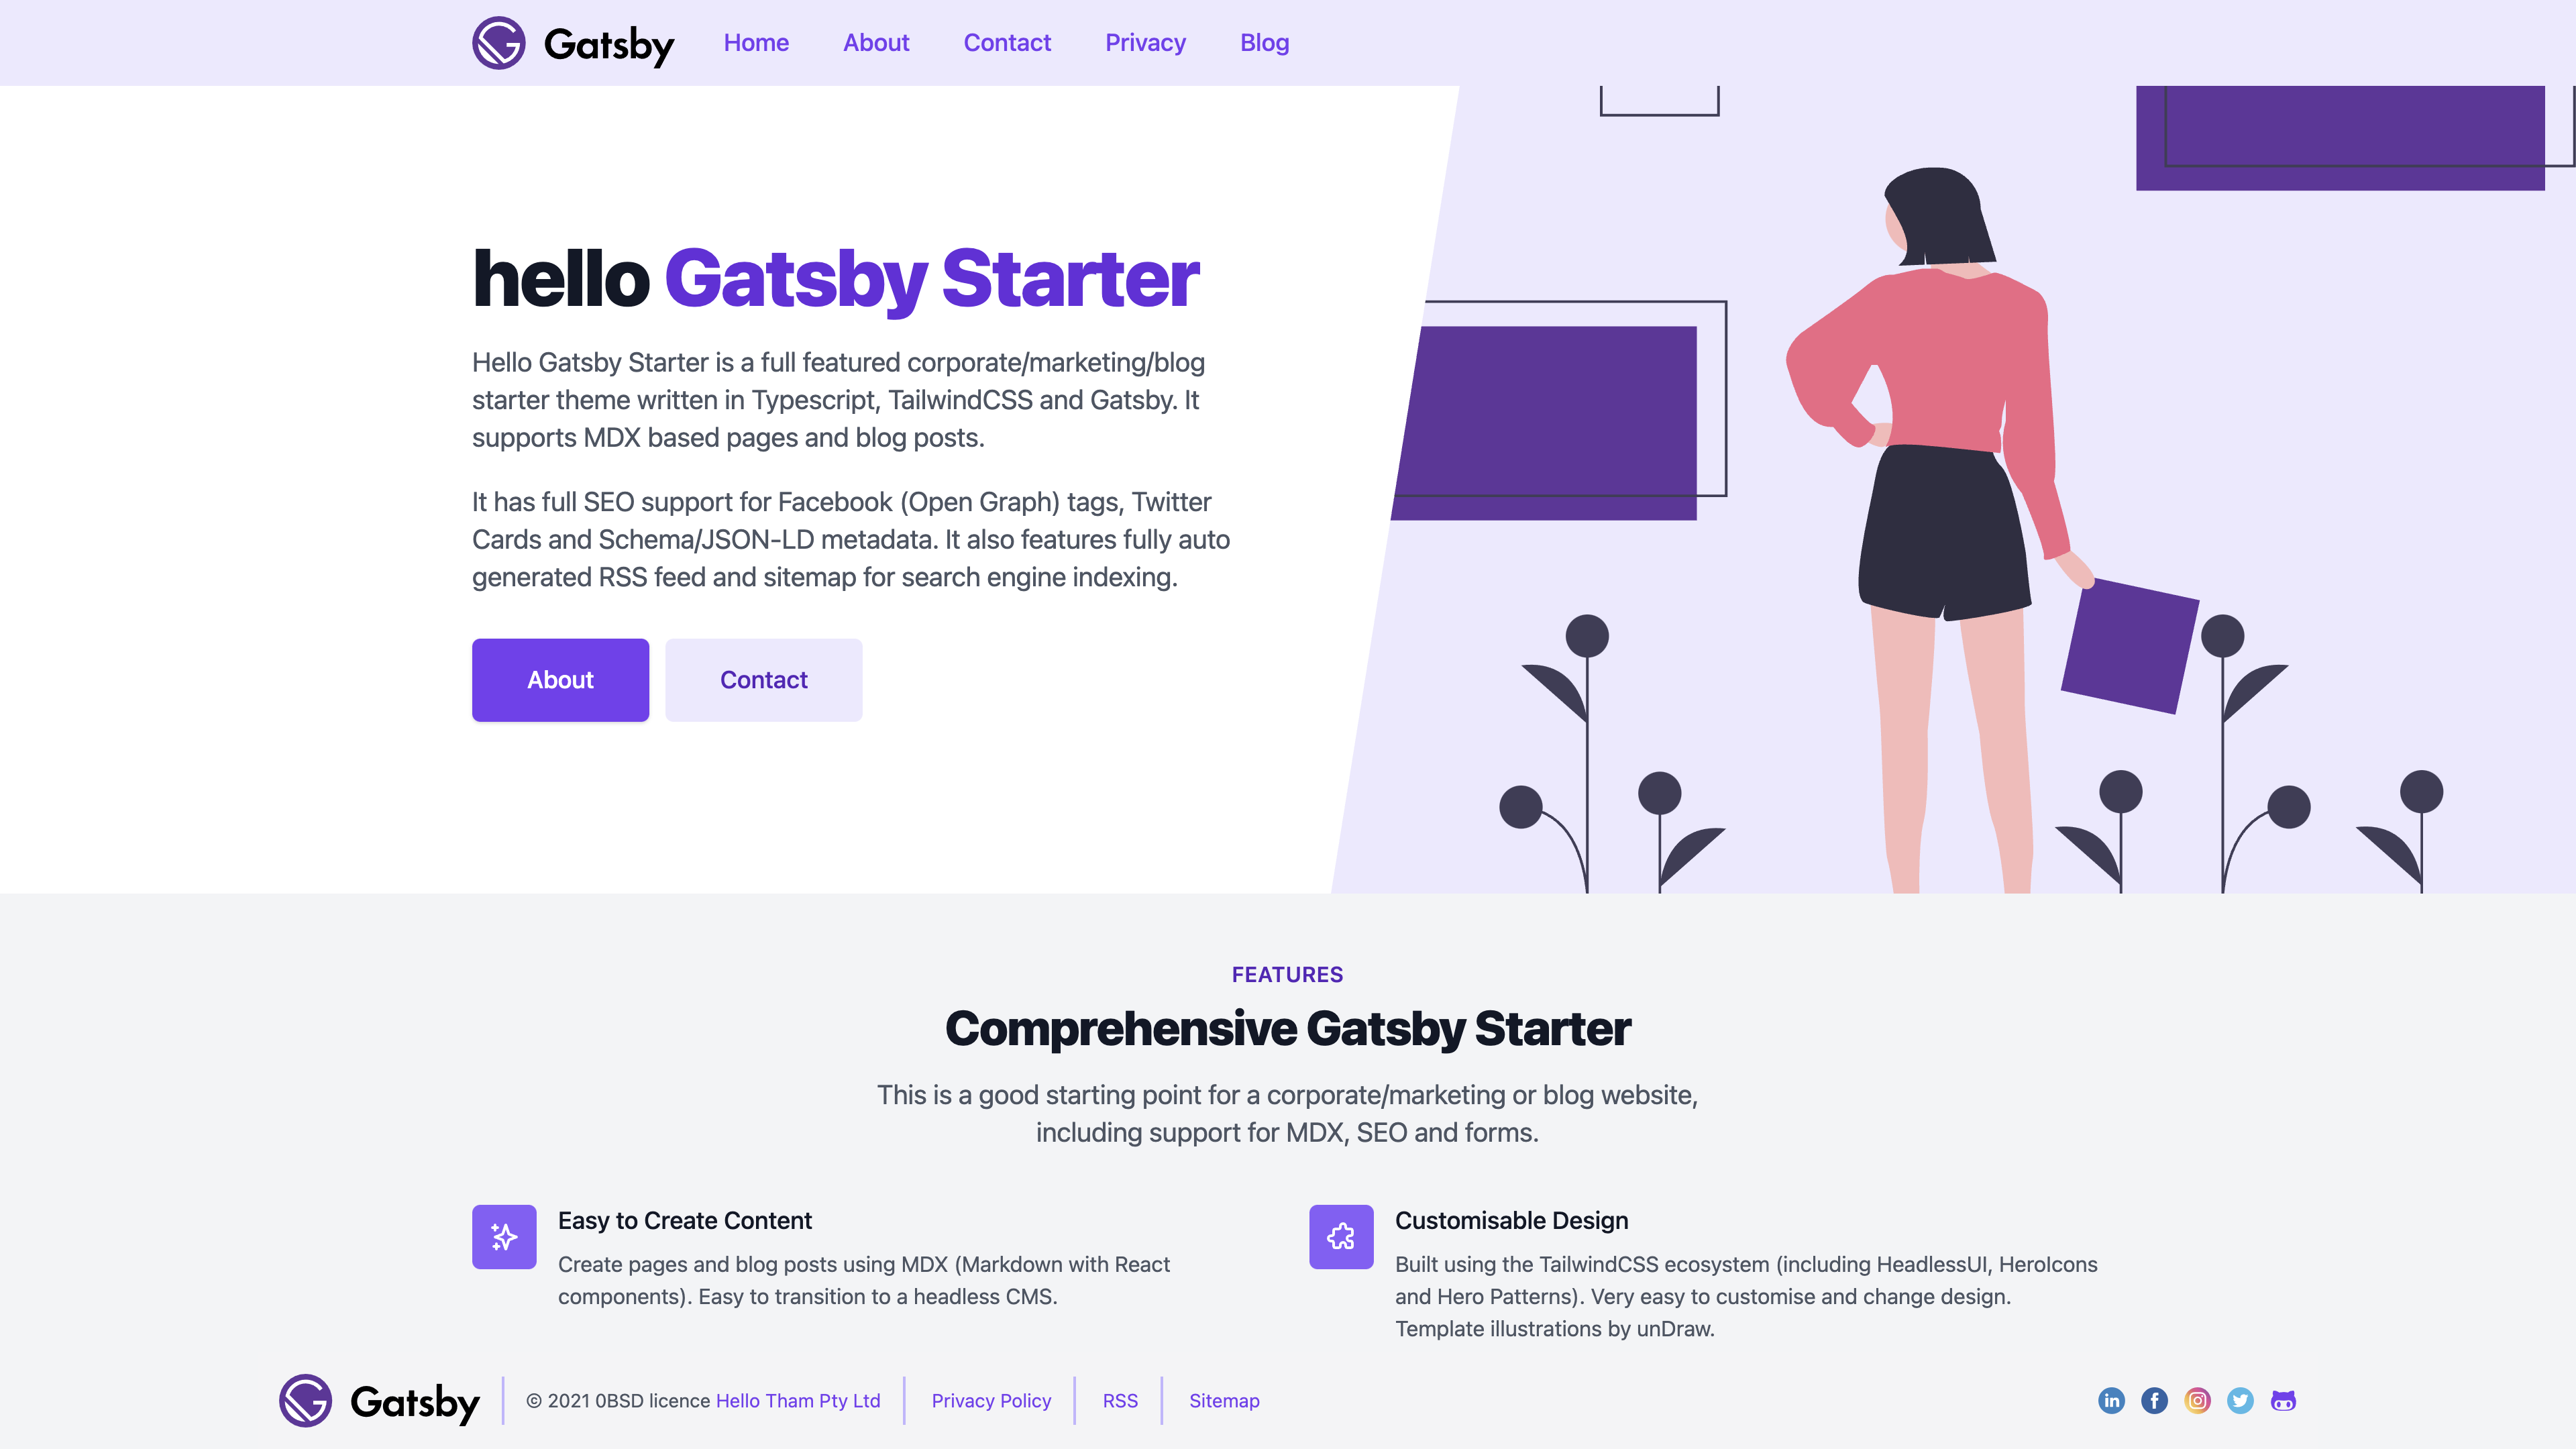 Gatsby Home About Contact Privacy Blog
hello Gatsby Starter
Hello Gatsby Starter is a full featured corporate/marketing/blog
starter theme written in Typescript, TailwindCSS and Gatsby. It
supports MDX based pages and blog posts.
It has full SEO support for Facebook (Open Graph) tags, Twitter
Cards and Schema/JSON-LD metadata. It also features fully auto
generated RSS feed and sitemap for search engine indexing.
About Contact
FEATURES
Comprehensive Gatsby Starter
This is a good starting point for a corporate/marketing or blog website,
including support for MDX, SEO and forms.
Easy to Create Content
Create pages and blog posts using MDX (Markdown with React
components). Easy to transition to a headless CMS.
Customisable Design
Built using the TailwindCSS ecosystem (including HeadlessUI, HeroIcons
and Hero Patterns). Very easy to customise and change design.
Template illustrations by unDraw.
Gatsby © 2021 0BSD licence Hello Tham Pty Ltd Privacy Policy RSS Sitemap